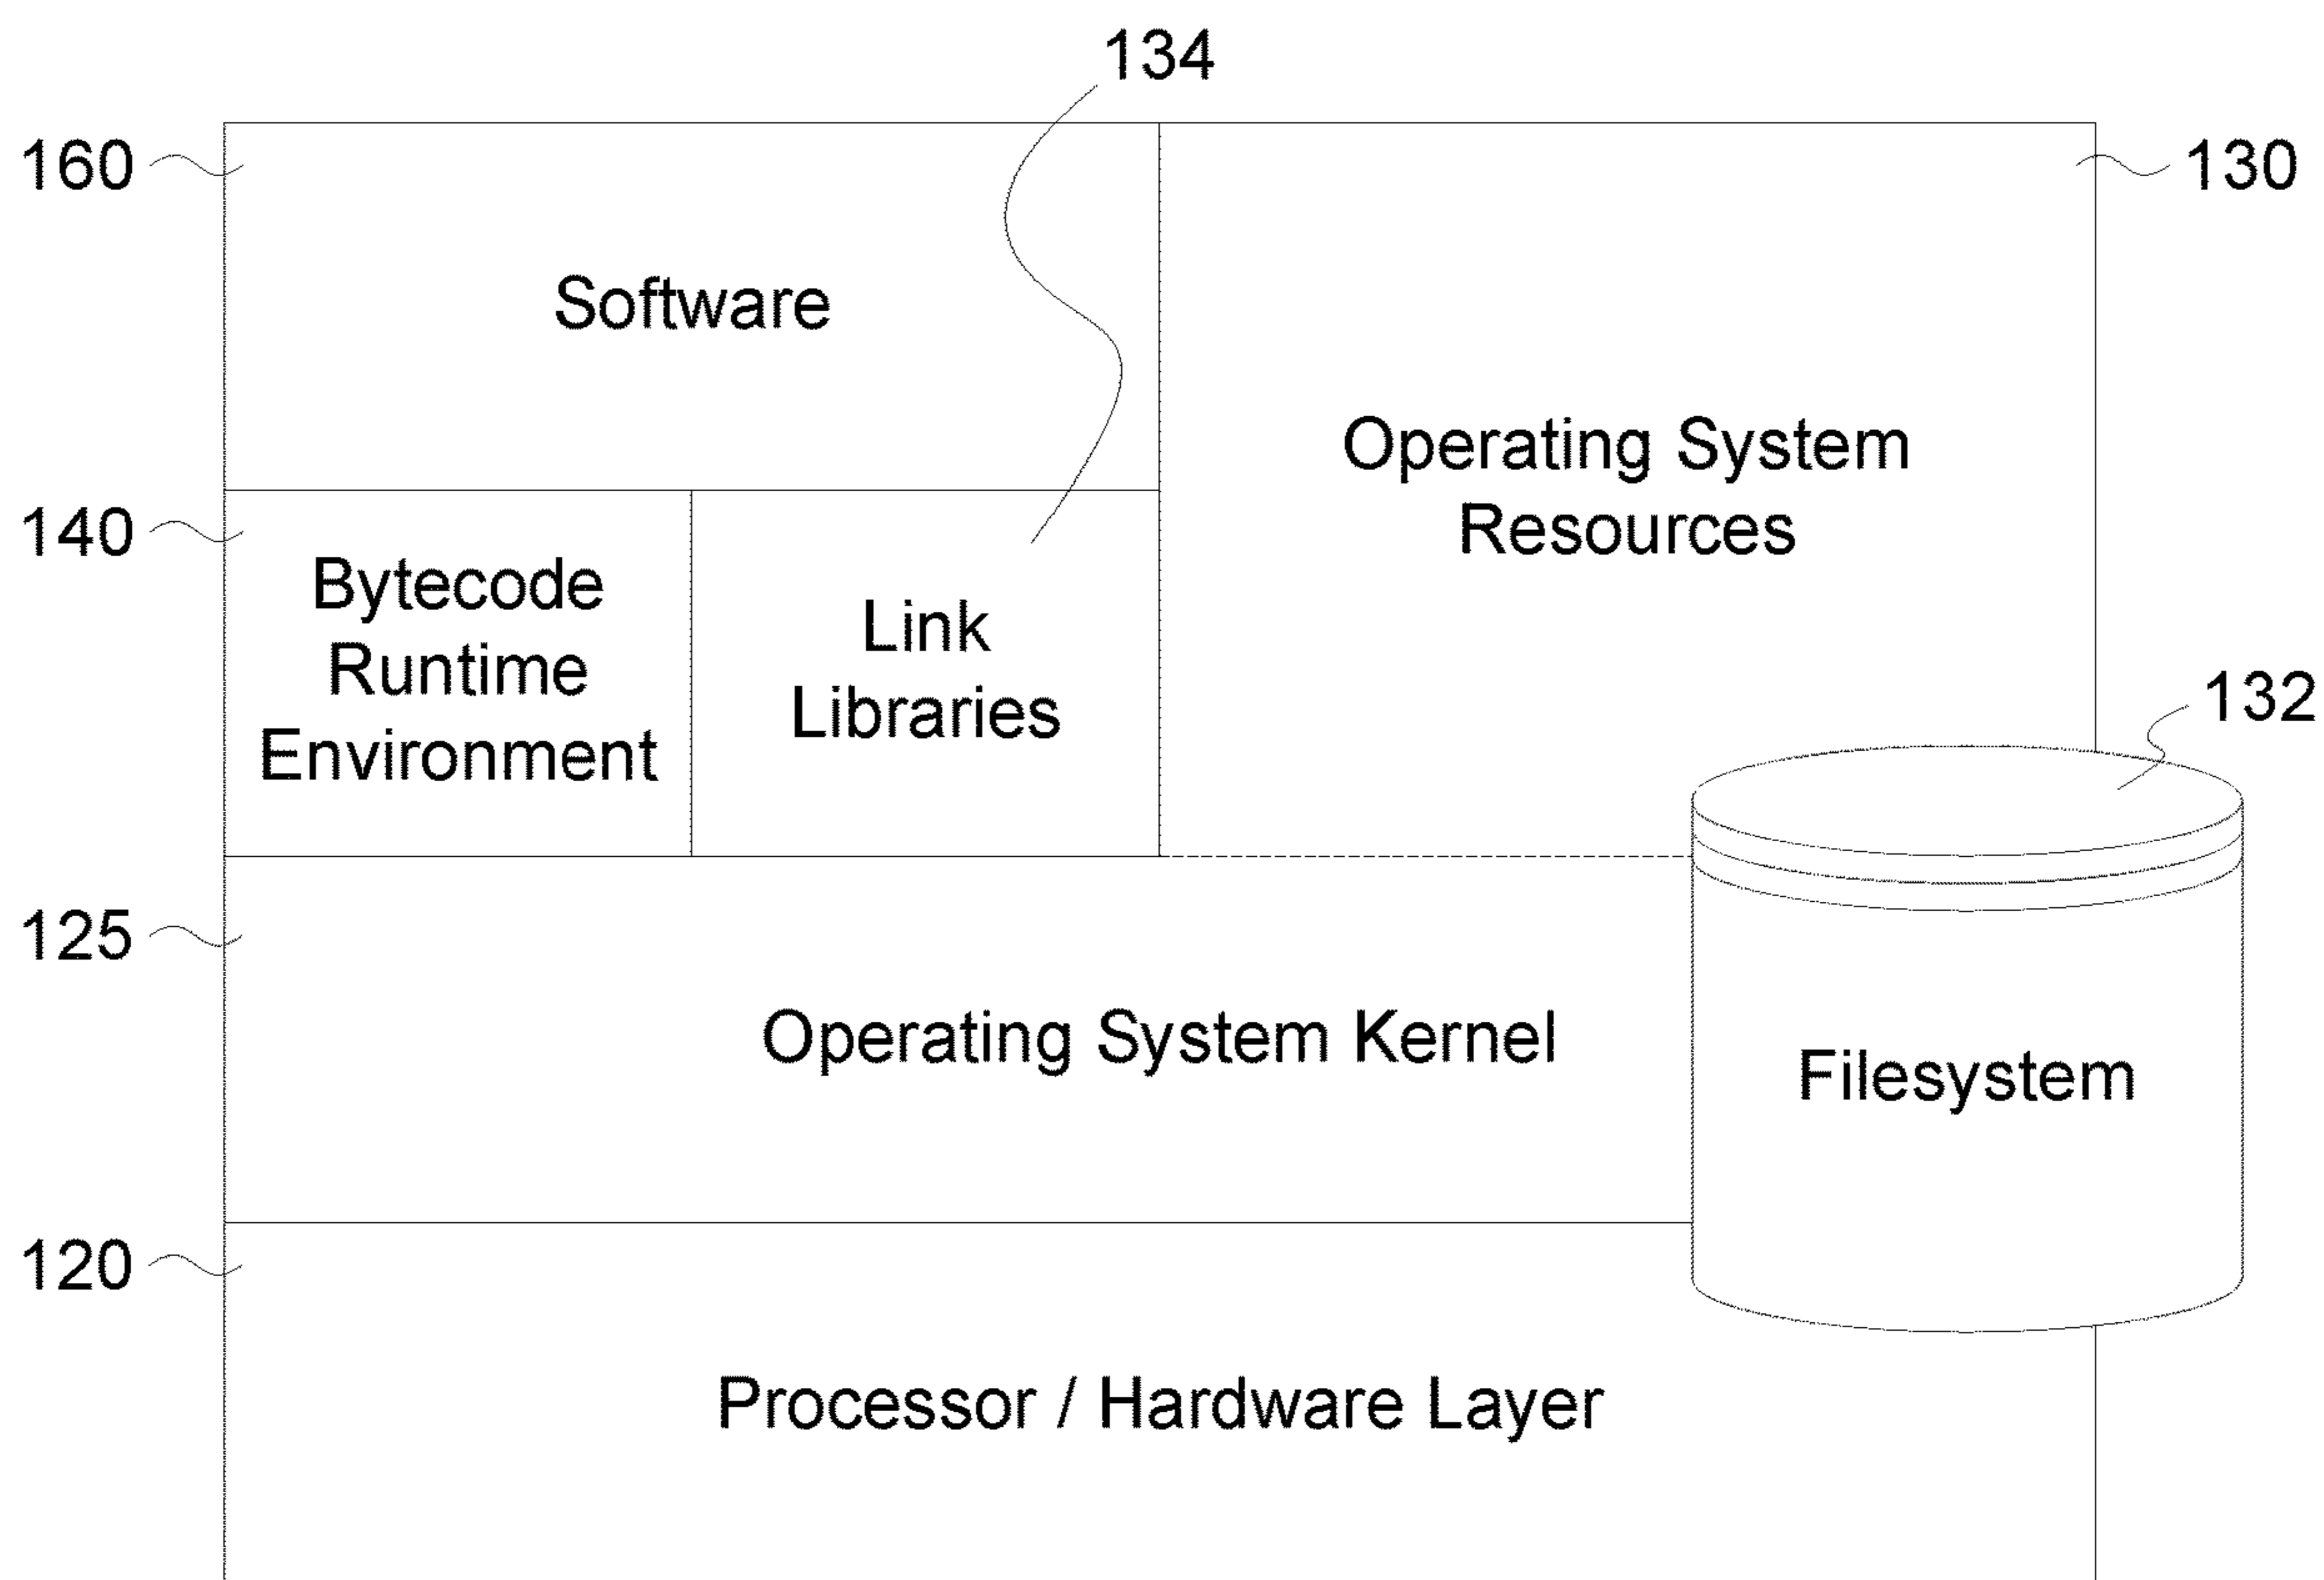 134
160
130
Software
Operating System
Resources
140
Bytecode
Runtime
Environment
Link
Libraries
132
125
Operating System Kernel
Filesystem
120
Processor / Hardware Layer